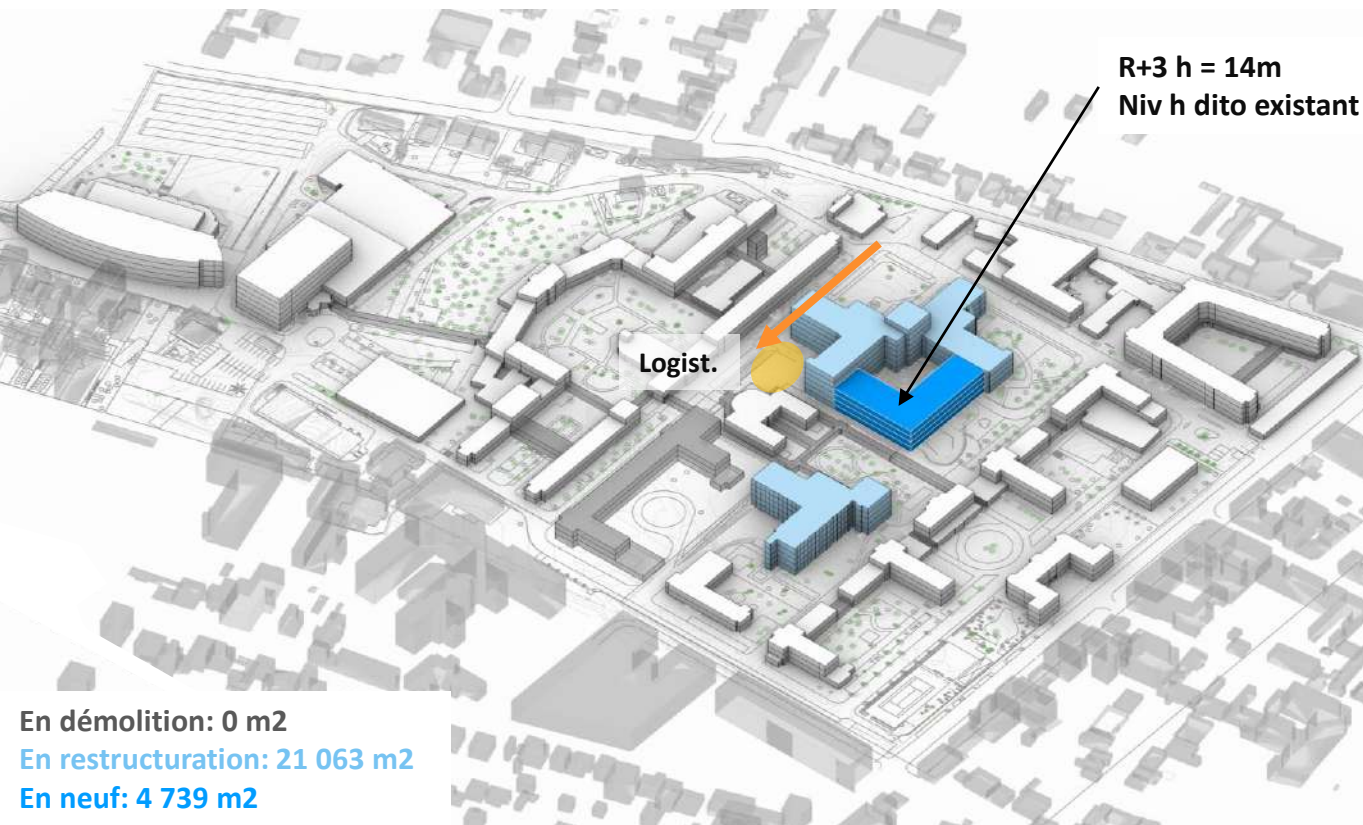 R+3 h = 14m
Niv h dito existant
Logist.
En démolition: 0 m2
En restructuration: 21 063 m2
En neuf: 4 739 m2